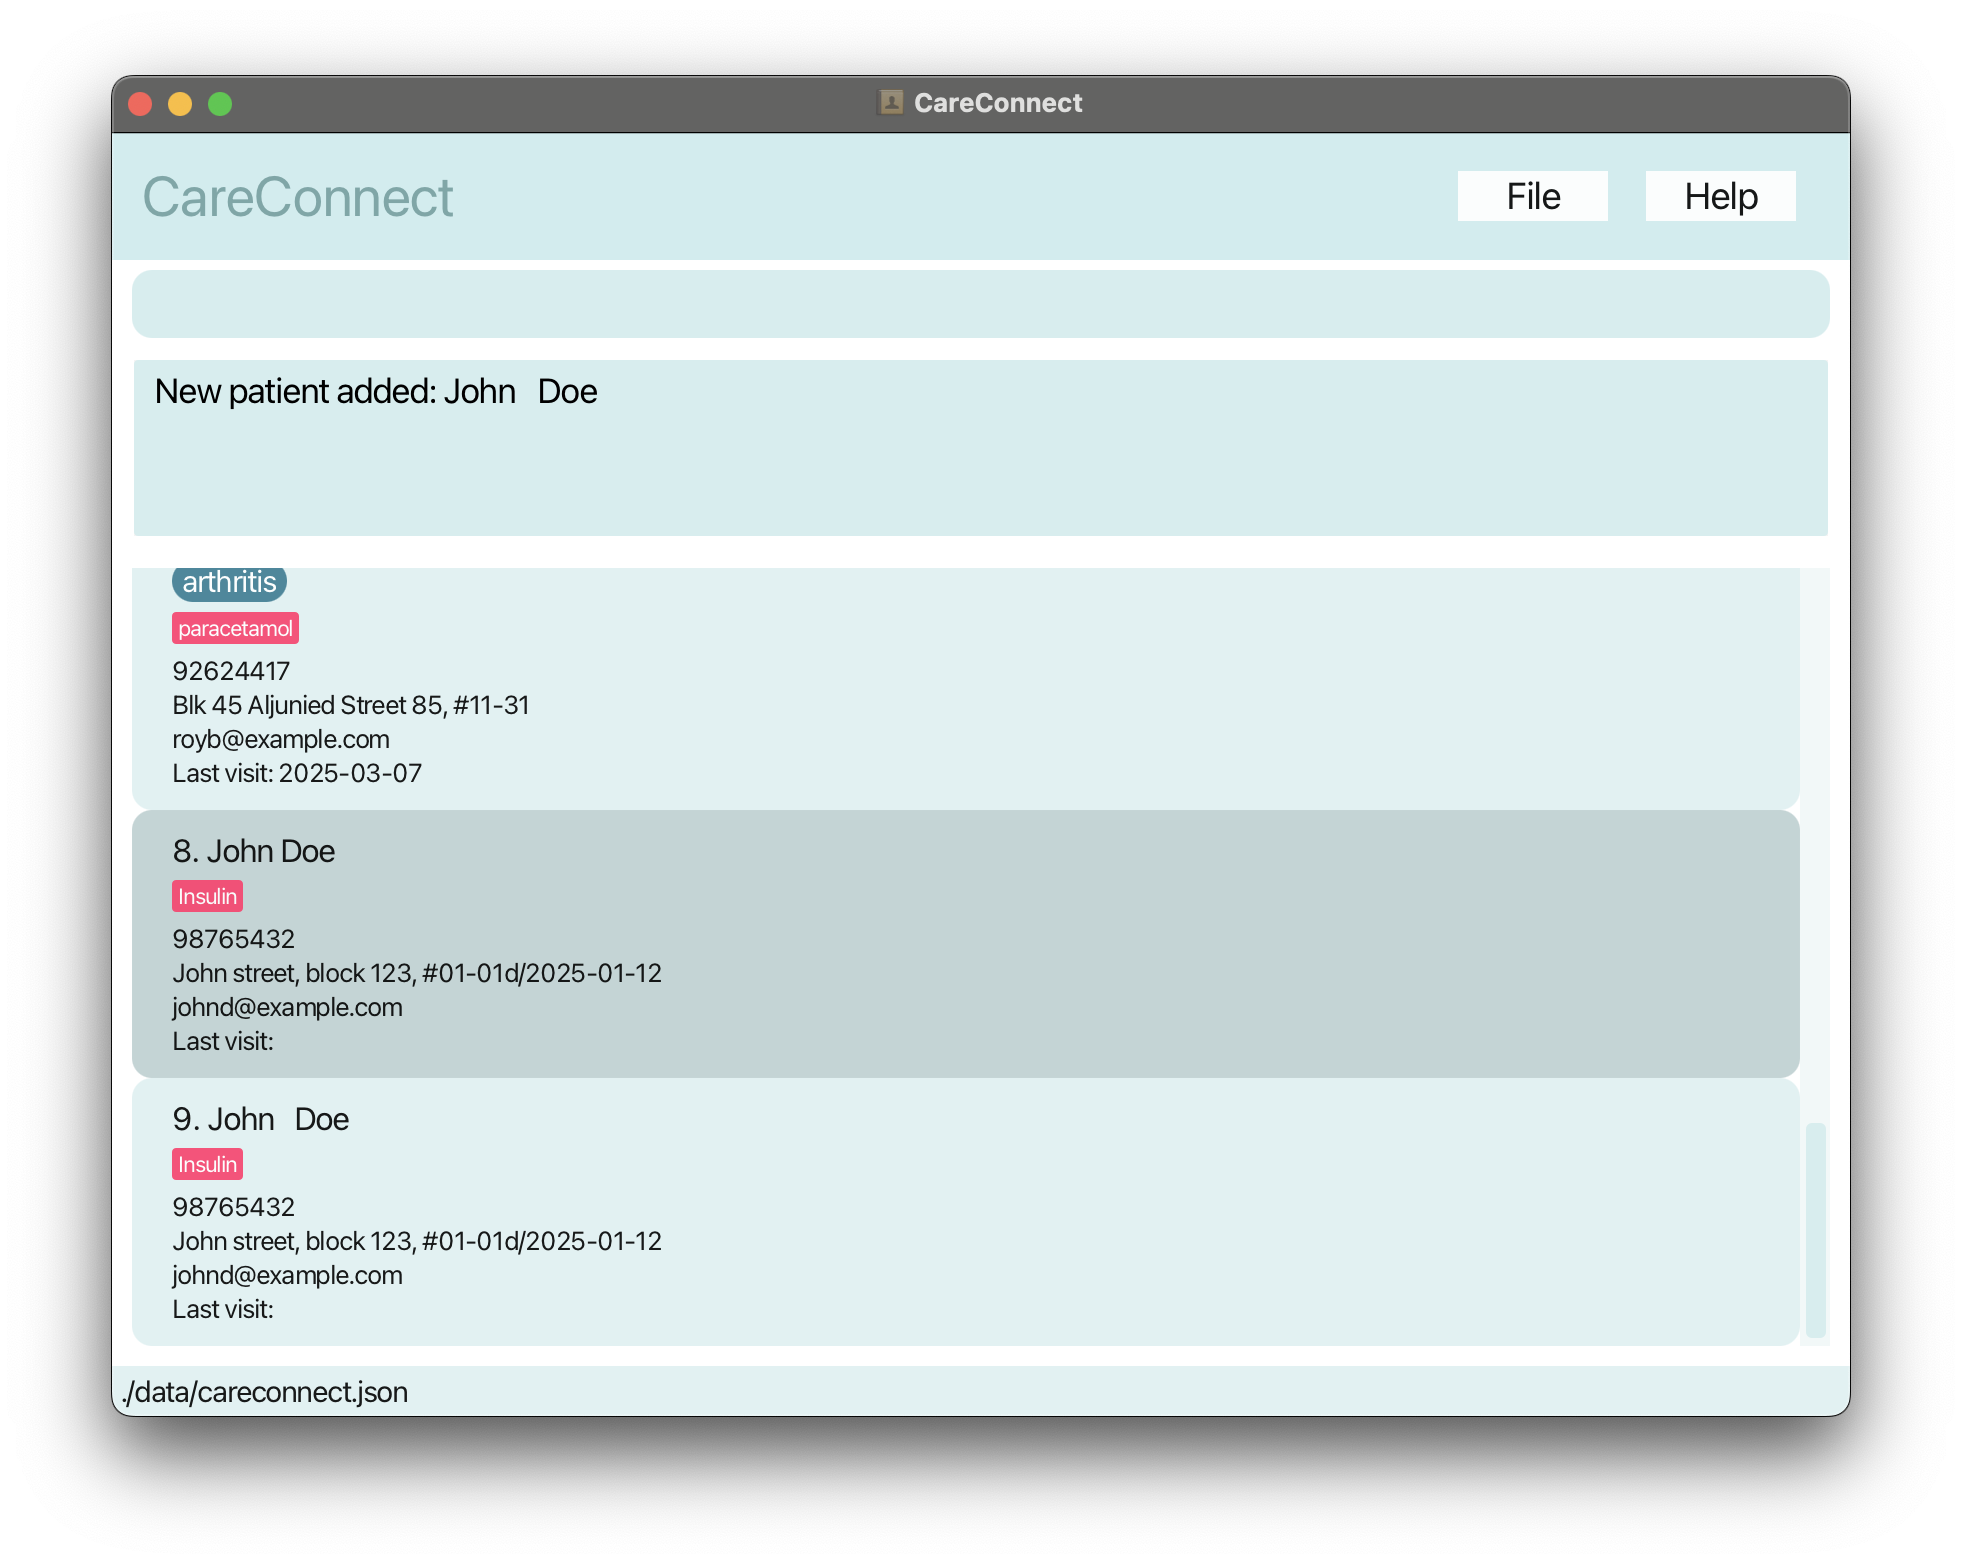 CareConnect
CareConnect
File
Help
New patient added: John   Doe
arthritis
paracetamol
92624417
Blk 45 Aljunied Street 85, #11-31
royb@example.com
Last visit: 2025-03-07
8. John Doe
Insulin
98765432
John street, block 123, #01-01d/2025-01-12
johnd@example.com
Last visit:
9. John   Doe
Insulin
98765432
John street, block 123, #01-01d/2025-01-12
johnd@example.com
Last visit:
./data/careconnect.json